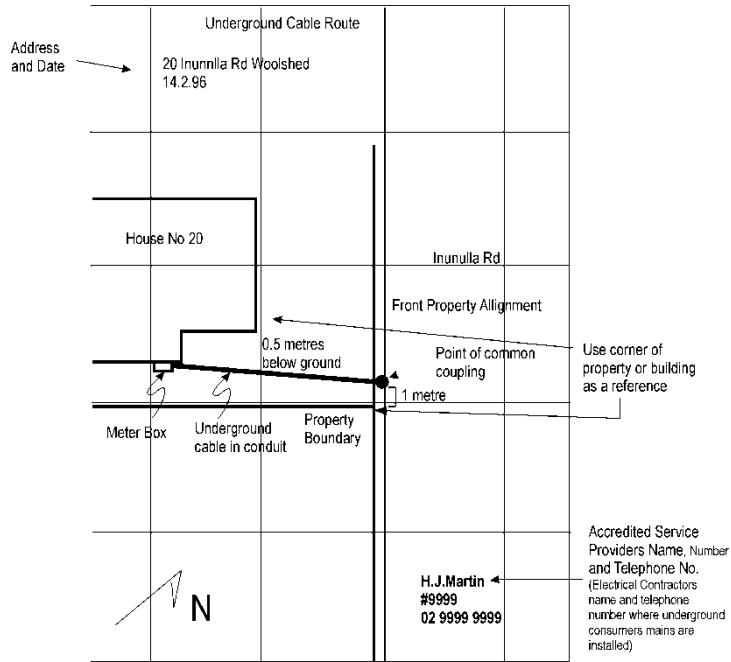 Underground Cable Route
Address
and Date
20 Inunnlla Rd Woolshed
14.2.96
House No 20
Inunulla Rd
Front Property Allignment
0.5 metres
below ground
Point of common
coupling
Use corner of
property or building
as a reference
1 metre
Meter Box
Underground
cable in conduit
Property
Boundary
Accredited Service
Providers Name, Number
and Telephone No.
(Electrical Contractors
name and telephone
number where underground
consumers mains are
installed)
H.J.Martin
#9999
02 9999 9999
N